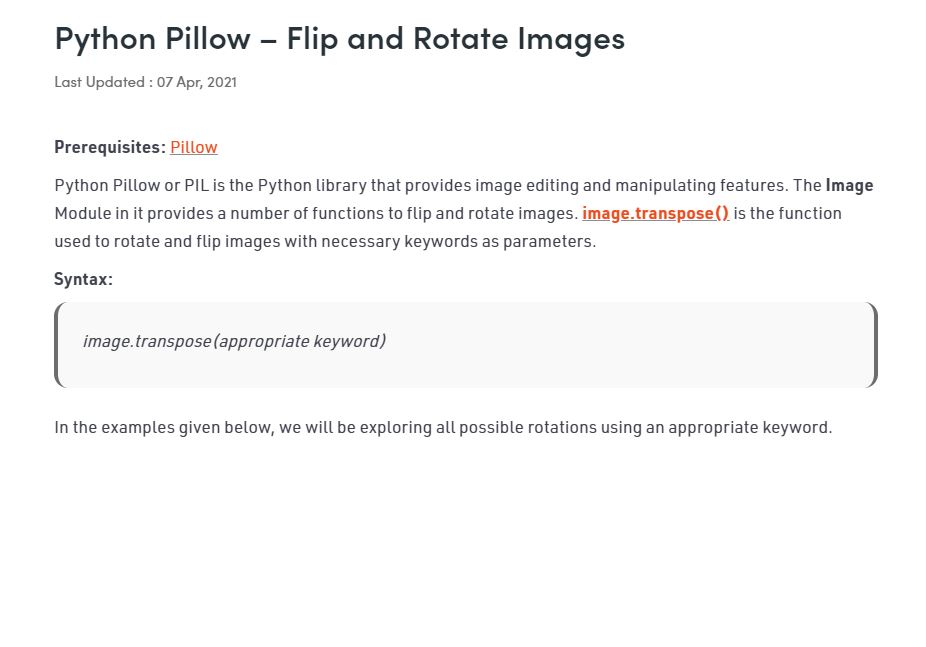 Python Pillow – Flip and Rotate Images
Last Updated : 07 Apr, 2021
Prerequisites: Pillow
Python Pillow or PIL is the Python library that provides image editing and manipulating features. The Image
Module in it provides a number of functions to flip and rotate images. image.transpose() is the function
used to rotate and flip images with necessary keywords as parameters.
Syntax:
image.transpose(appropriate keyword)
In the examples given below, we will be exploring all possible rotations using an appropriate keyword.